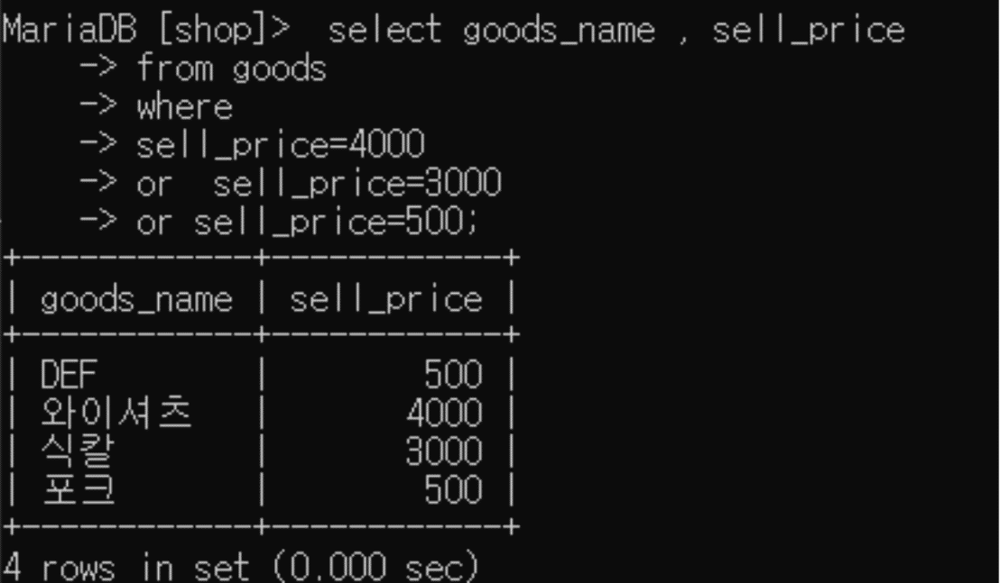 MariaDB [shop]>  select goods_name , sell_price
    -> from goods
    -> where
    -> sell_price=4000
    -> or  sell_price=3000
    -> or sell_price=500;
+------------+------------+
| goods_name | sell_price |
+------------+------------+
| DEF        |        500 |
| 와이셔츠   |       4000 |
| 식칼       |       3000 |
| 포크       |        500 |
+------------+------------+
4 rows in set (0.000 sec)